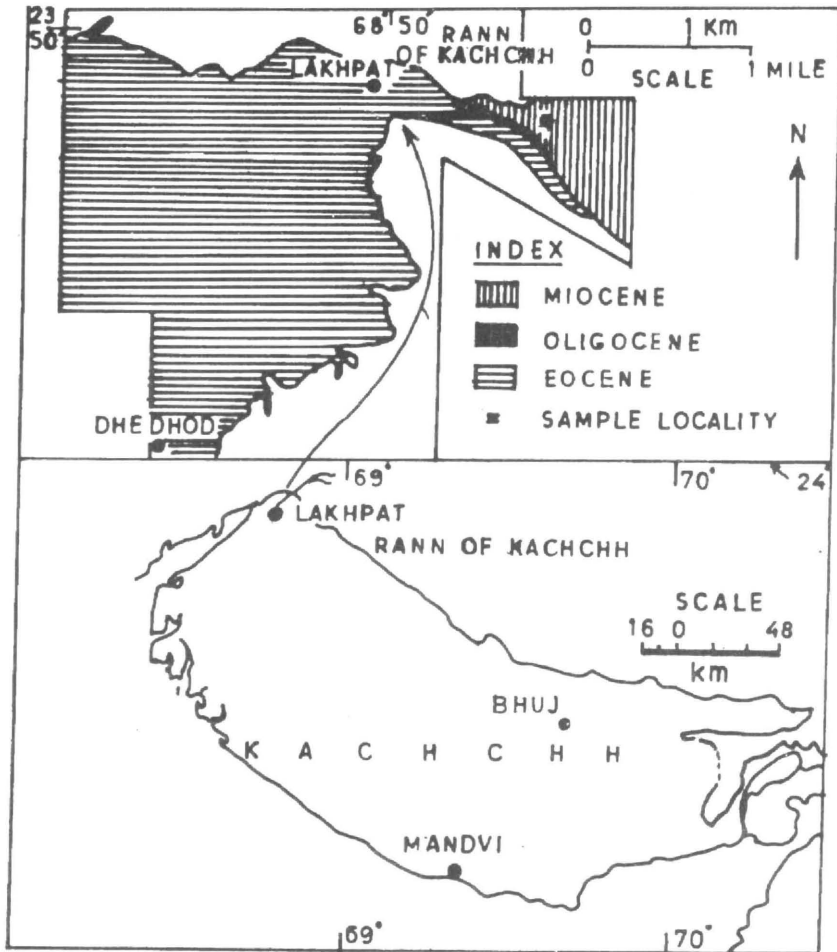 23
50'
68° 50'
RANN
OF KACHCHH
LAKHPAT
0 1 KM
0 1 MILE
SCALE
N
INDEX
MIOCENE
OLIGOCENE
EOCENE
SAMPLE LOCALITY
DHEDHOD
69°
70°
24°
LAKHPAT
RANN OF KACHCHH
SCALE
16 0 48
km
BHUJ
KACHCHH
MANDVI
69°
70°